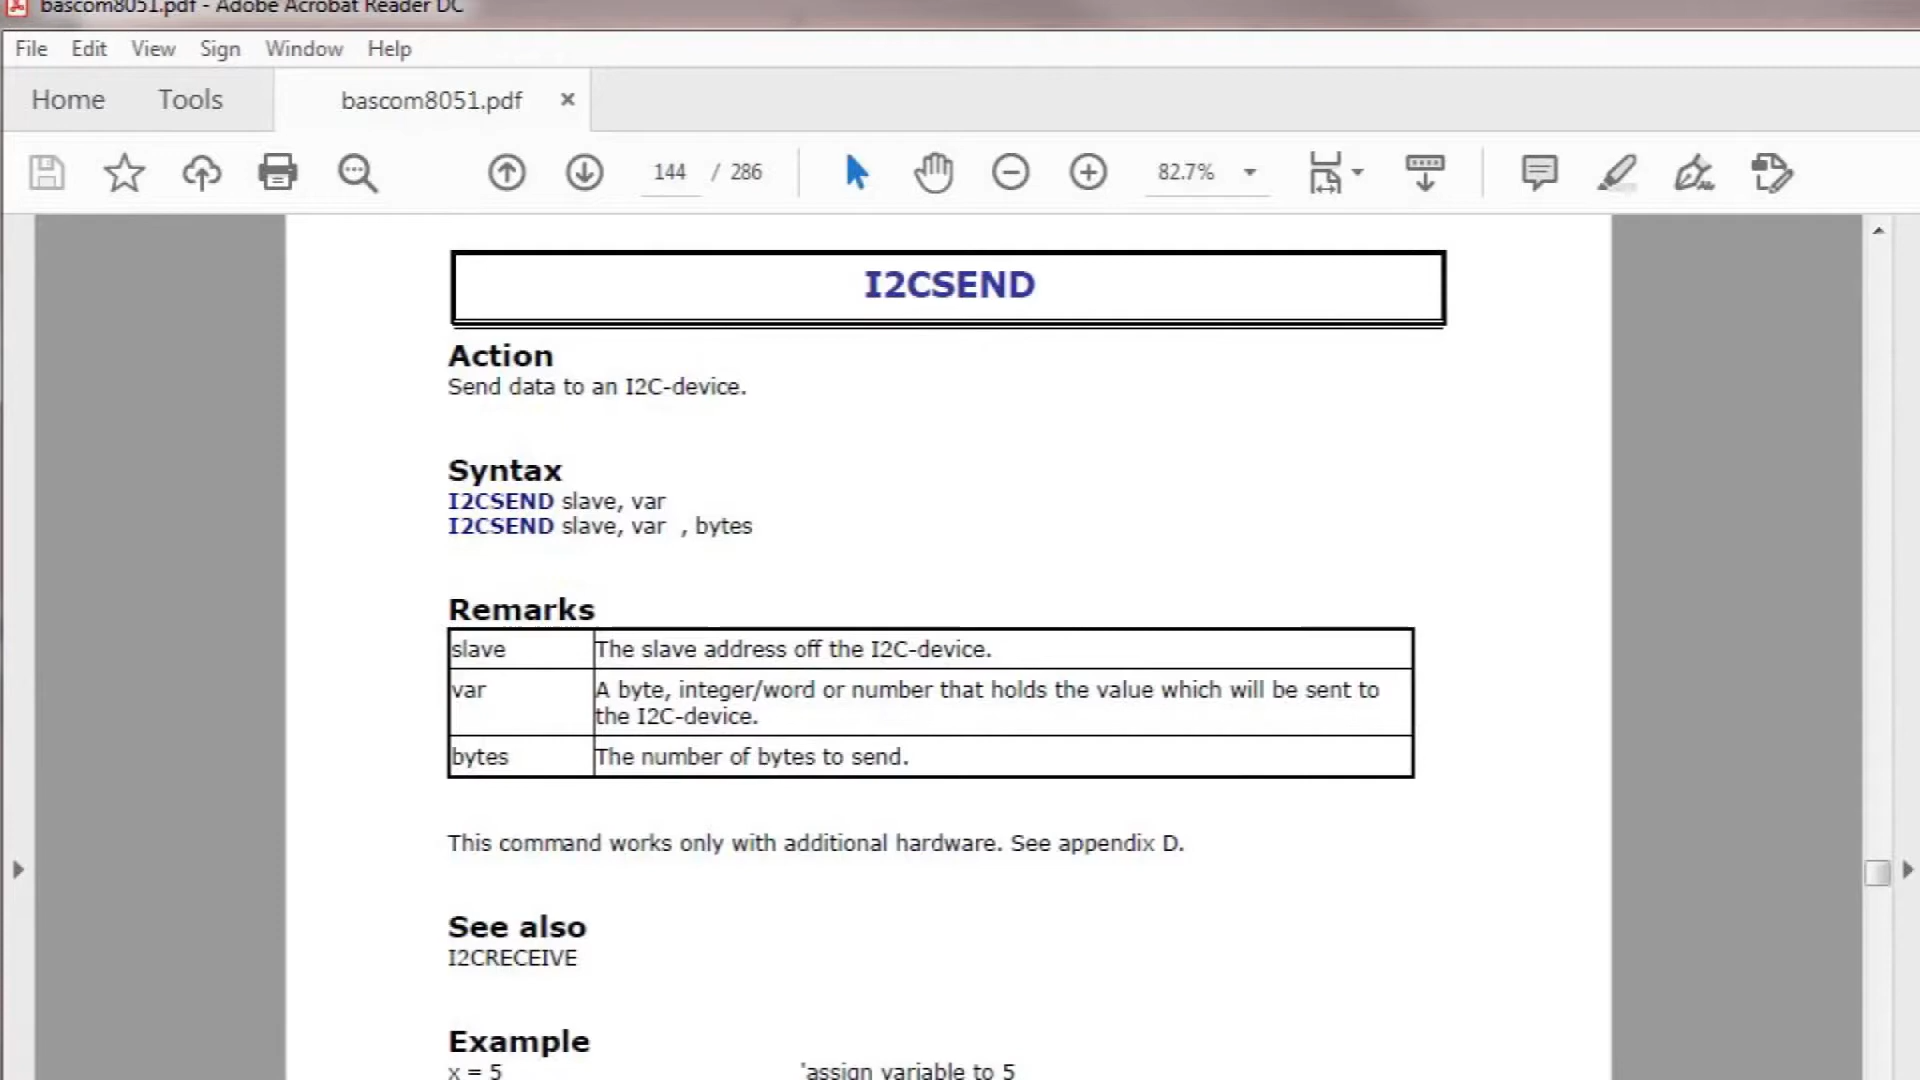 bascom8051.pdf - Adobe Acrobat Reader DC
File Edit View Sign Window Help
Home Tools bascom8051.pdf ×
144 / 286 82.7%
I2CSEND
Action
Send data to an I2C-device.
Syntax
I2CSEND slave, var
I2CSEND slave, var , bytes
Remarks
slave The slave address off the I2C-device.
var A byte, integer/word or number that holds the value which will be sent to
the I2C-device.
bytes The number of bytes to send.
This command works only with additional hardware. See appendix D.
See also
I2CRECEIVE
Example
x = 5 'assign variable to 5